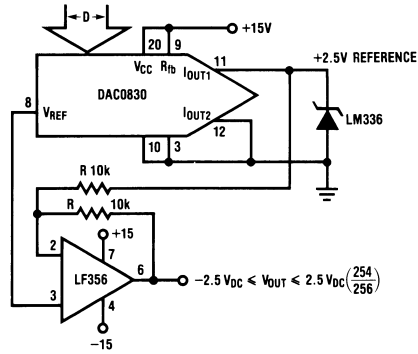 D
+15V
20 9
VCC Rfb IOUT1 11
+2.5V REFERENCE
DAC0830
8 VREF
IOUT2
12
LM336
10 3
R 10k
R 10k
+15
2 7
LF356 6
3 4
−15
−2.5 VDC ⩽ VOUT ⩽ 2.5 VDC(254/256)